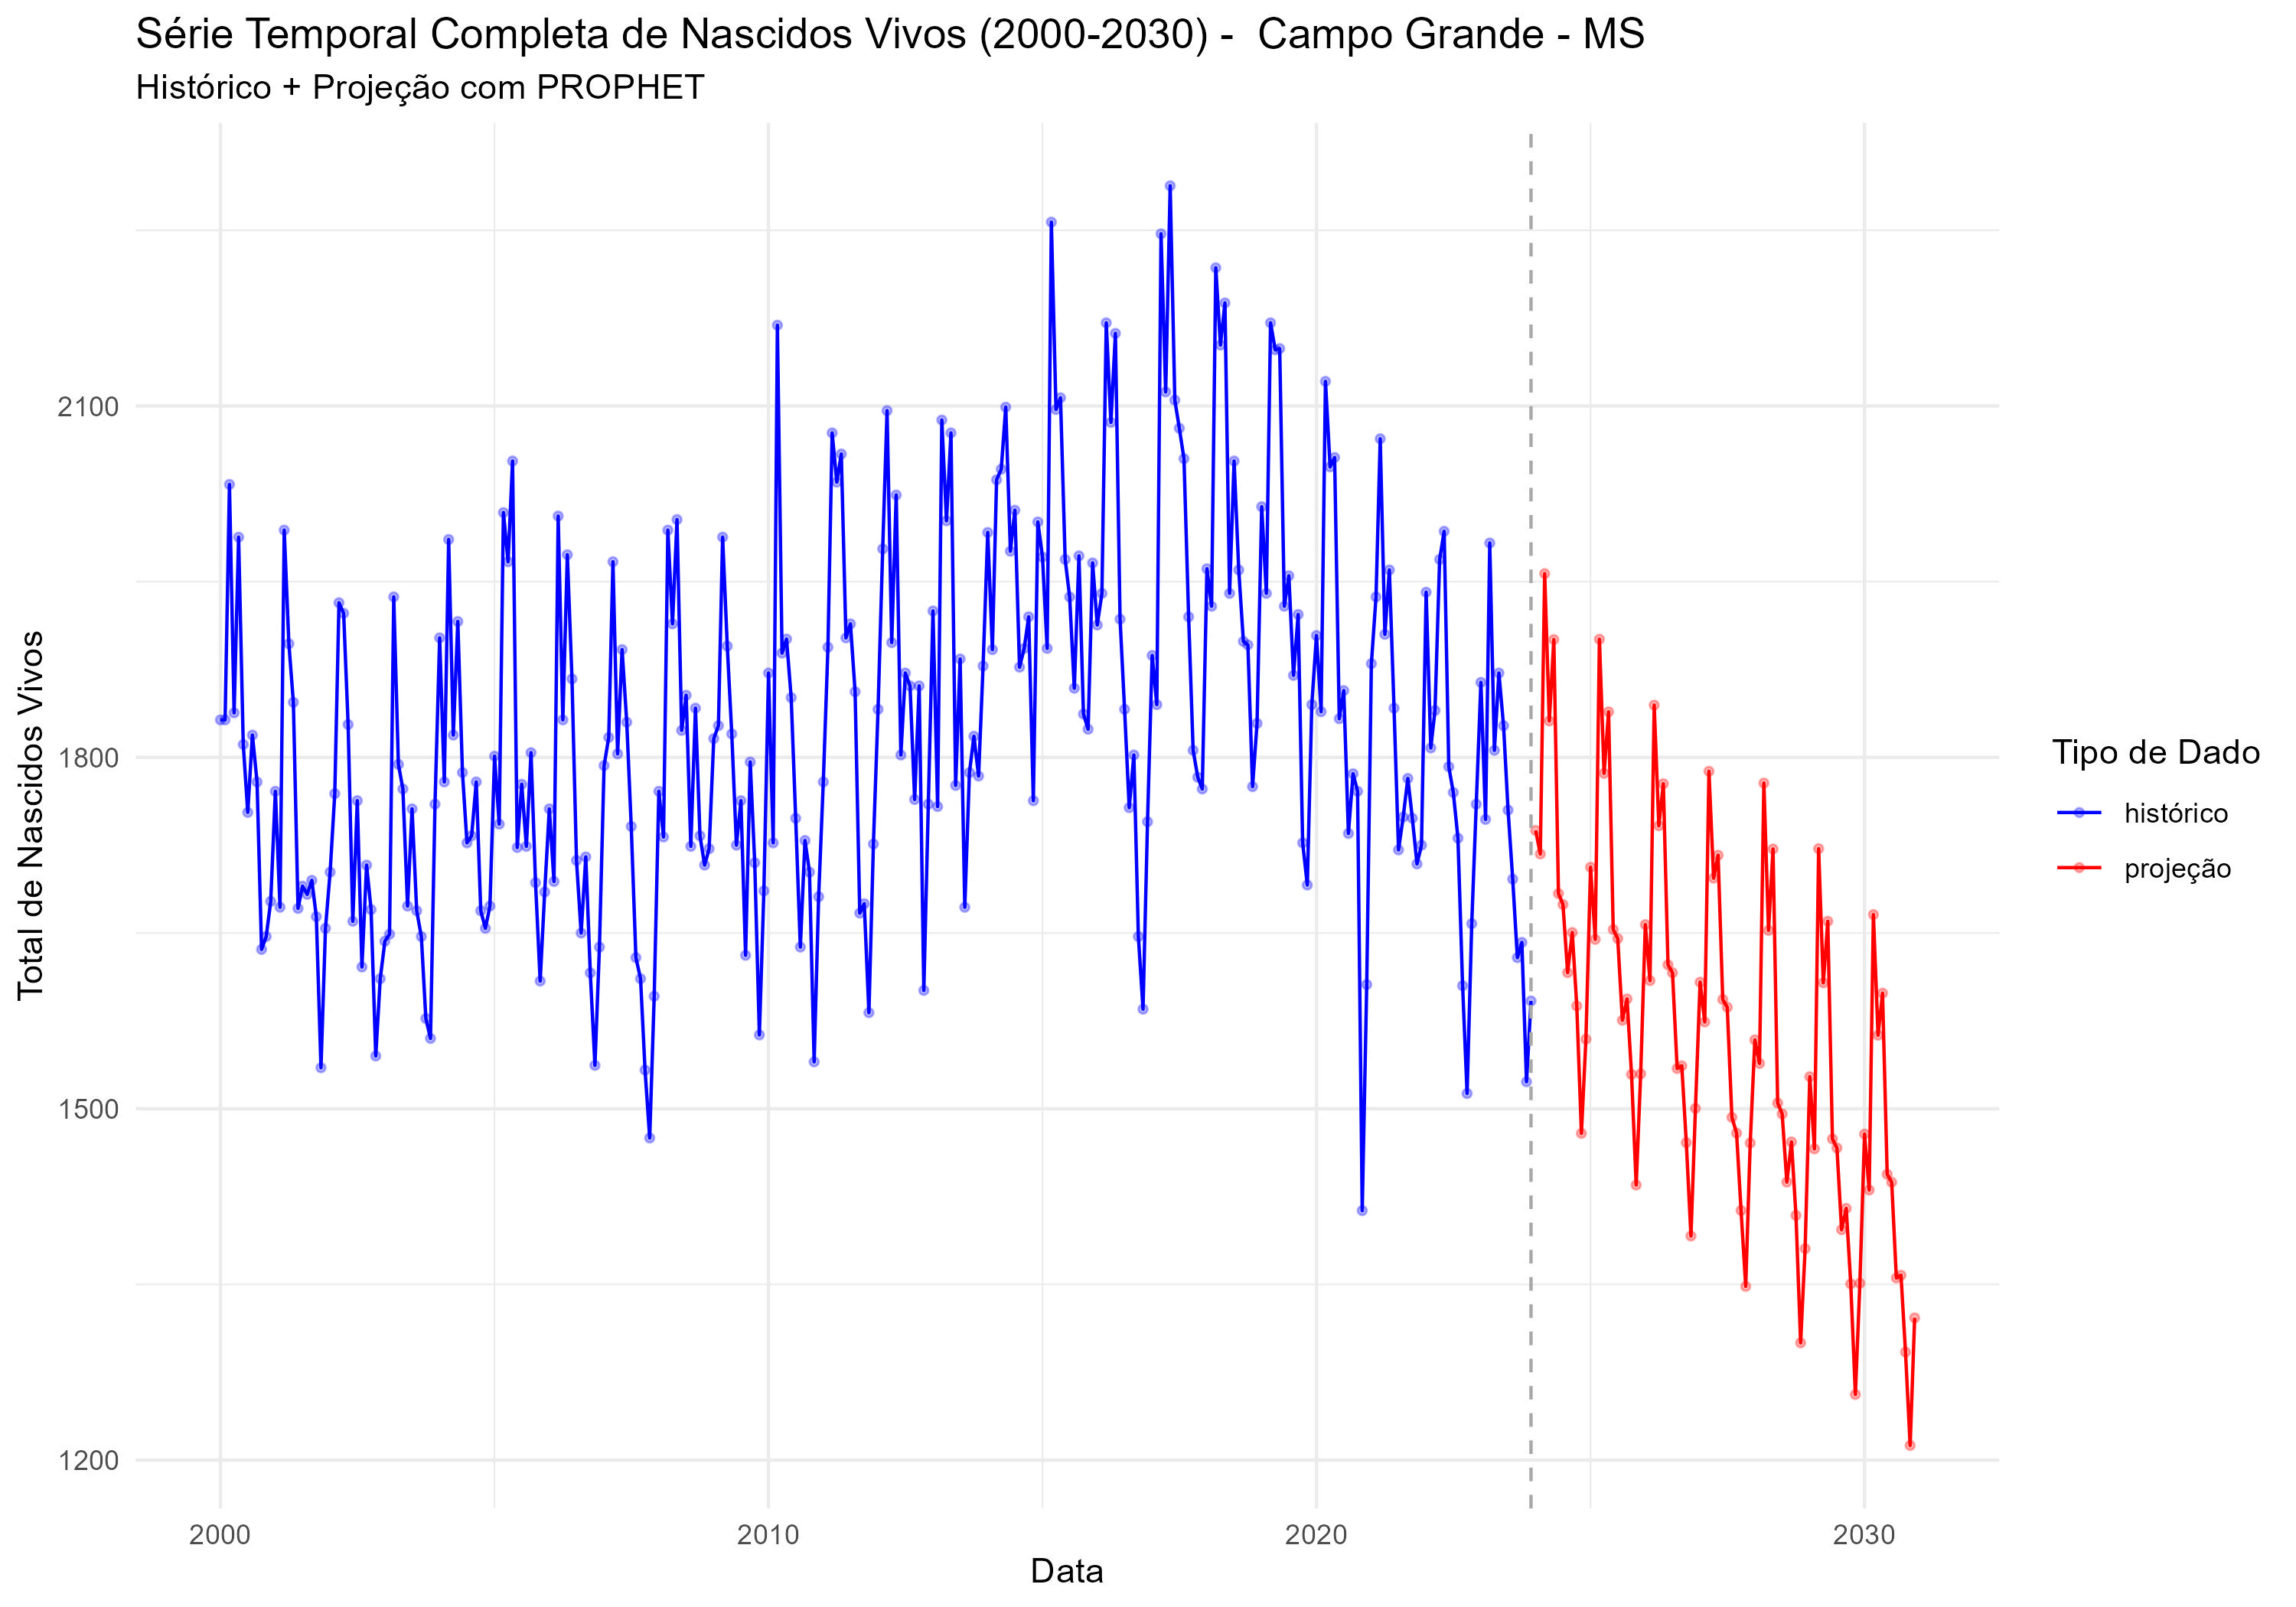 Série Temporal Completa de Nascidos Vivos (2000-2030) -  Campo Grande - MS
Histórico + Projeção com PROPHET
Total de Nascidos Vivos
2100
1800
1500
1200
2000
2010
2020
2030
Data
Tipo de Dado
histórico
projeção